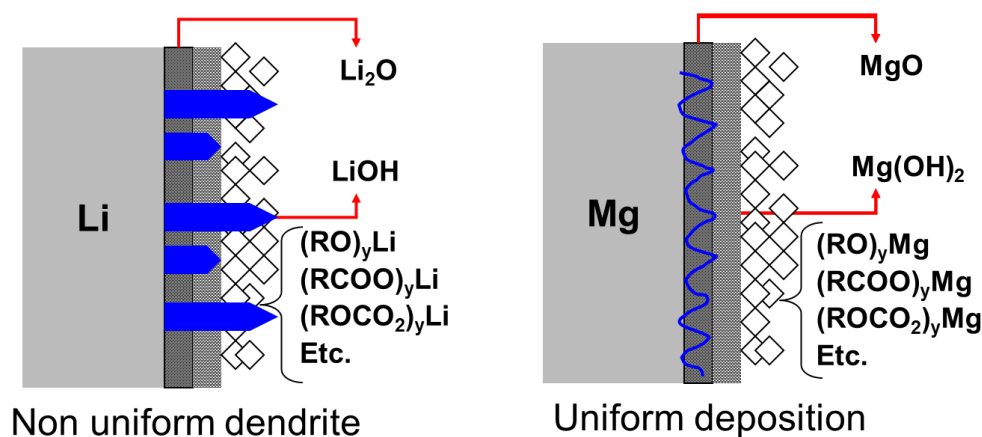 Li₂O
LiOH
Li
(RO)yLi
(RCOO)yLi
(ROCO₂)yLi
Etc.
Non uniform dendrite
MgO
Mg(OH)₂
Mg
(RO)yMg
(RCOO)yMg
(ROCO₂)yMg
Etc.
Uniform deposition